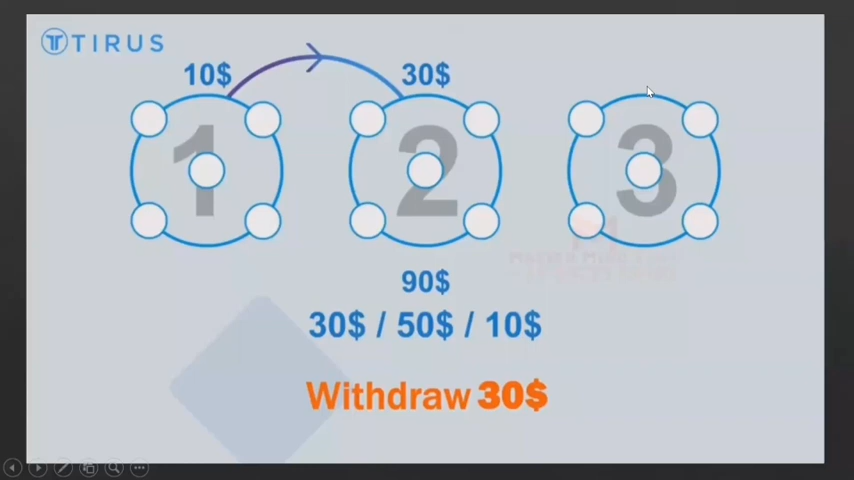 TIRUS
10$ 30$
1 2 3
90$
30$ / 50$ / 10$
Withdraw 30$